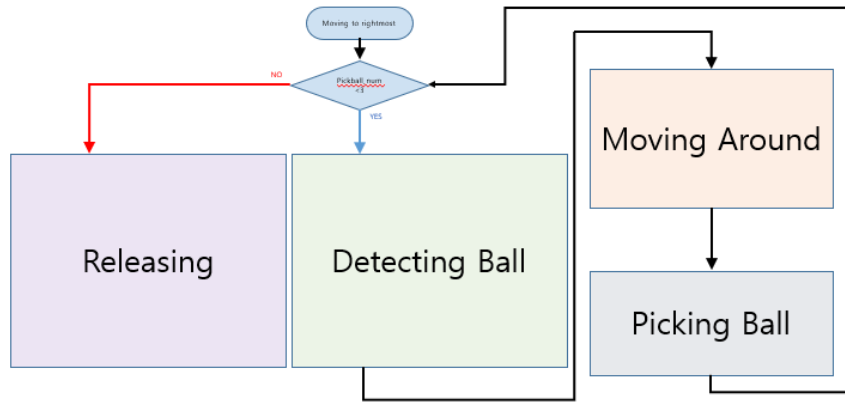 Moving to rightmost
Pickball_num
<3
NO
YES
Moving Around
Releasing
Detecting Ball
Picking Ball